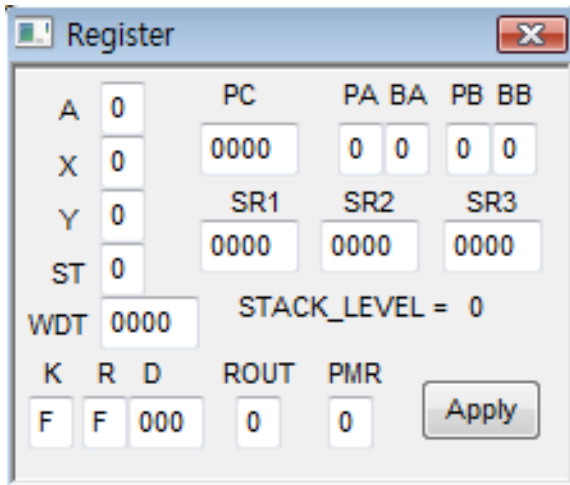 Register
A 0 PC PA BA PB BB
X 0 0000 0 0 0 0
Y 0 SR1 SR2 SR3
ST 0 0000 0000 0000
WDT 0000 STACK_LEVEL = 0
K R D ROUT PMR
F F 000 0 0 Apply